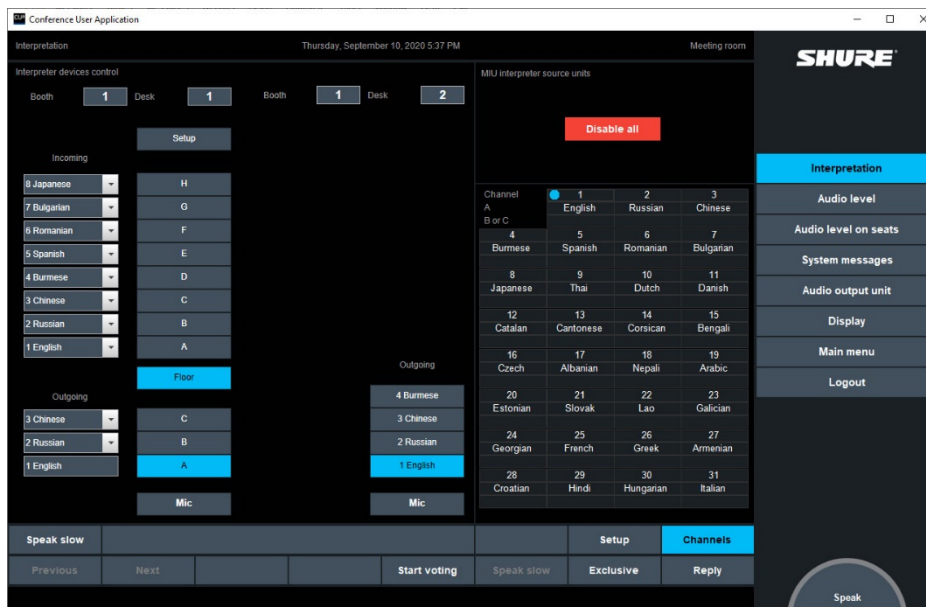 CUA Conference User Application
Interpretation Thursday, September 10, 2020 5:37 PM Meeting room
SHURE
Interpreter devices control
Booth 1 Desk 1 Booth 1 Desk 2
Setup
Incoming
8 Japanese H
7 Bulgarian G
6 Romanian F
5 Spanish E
4 Burmese D
3 Chinese C
2 Russian B
1 English A
Floor
Outgoing
3 Chinese C
2 Russian B
1 English A
Mic
Outgoing
4 Burmese
3 Chinese
2 Russian
1 English
Mic
MIU interpreter source units
Disable all
Channel 1 2 3
A English Russian Chinese
B or C
4 5 6 7
Burmese Spanish Romanian Bulgarian
8 9 10 11
Japanese Thai Dutch Danish
12 13 14 15
Catalan Cantonese Corsican Bengali
16 17 18 19
Czech Albanian Nepali Arabic
20 21 22 23
Estonian Slovak Lao Galician
24 25 26 27
Georgian French Greek Armenian
28 29 30 31
Croatian Hindi Hungarian Italian
Interpretation
Audio level
Audio level on seats
System messages
Audio output unit
Display
Main menu
Logout
Speak slow Setup Channels
Previous Next Start voting Speak slow Exclusive Reply
Speak